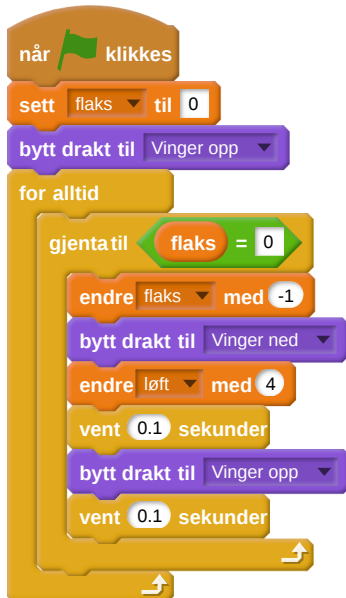 når klikkes
sett flaks til 0
bytt drakt til Vinger opp
for alltid
gjenta til flaks = 0
endre flaks med -1
bytt drakt til Vinger ned
endre løft med 4
vent 0.1 sekunder
bytt drakt til Vinger opp
vent 0.1 sekunder